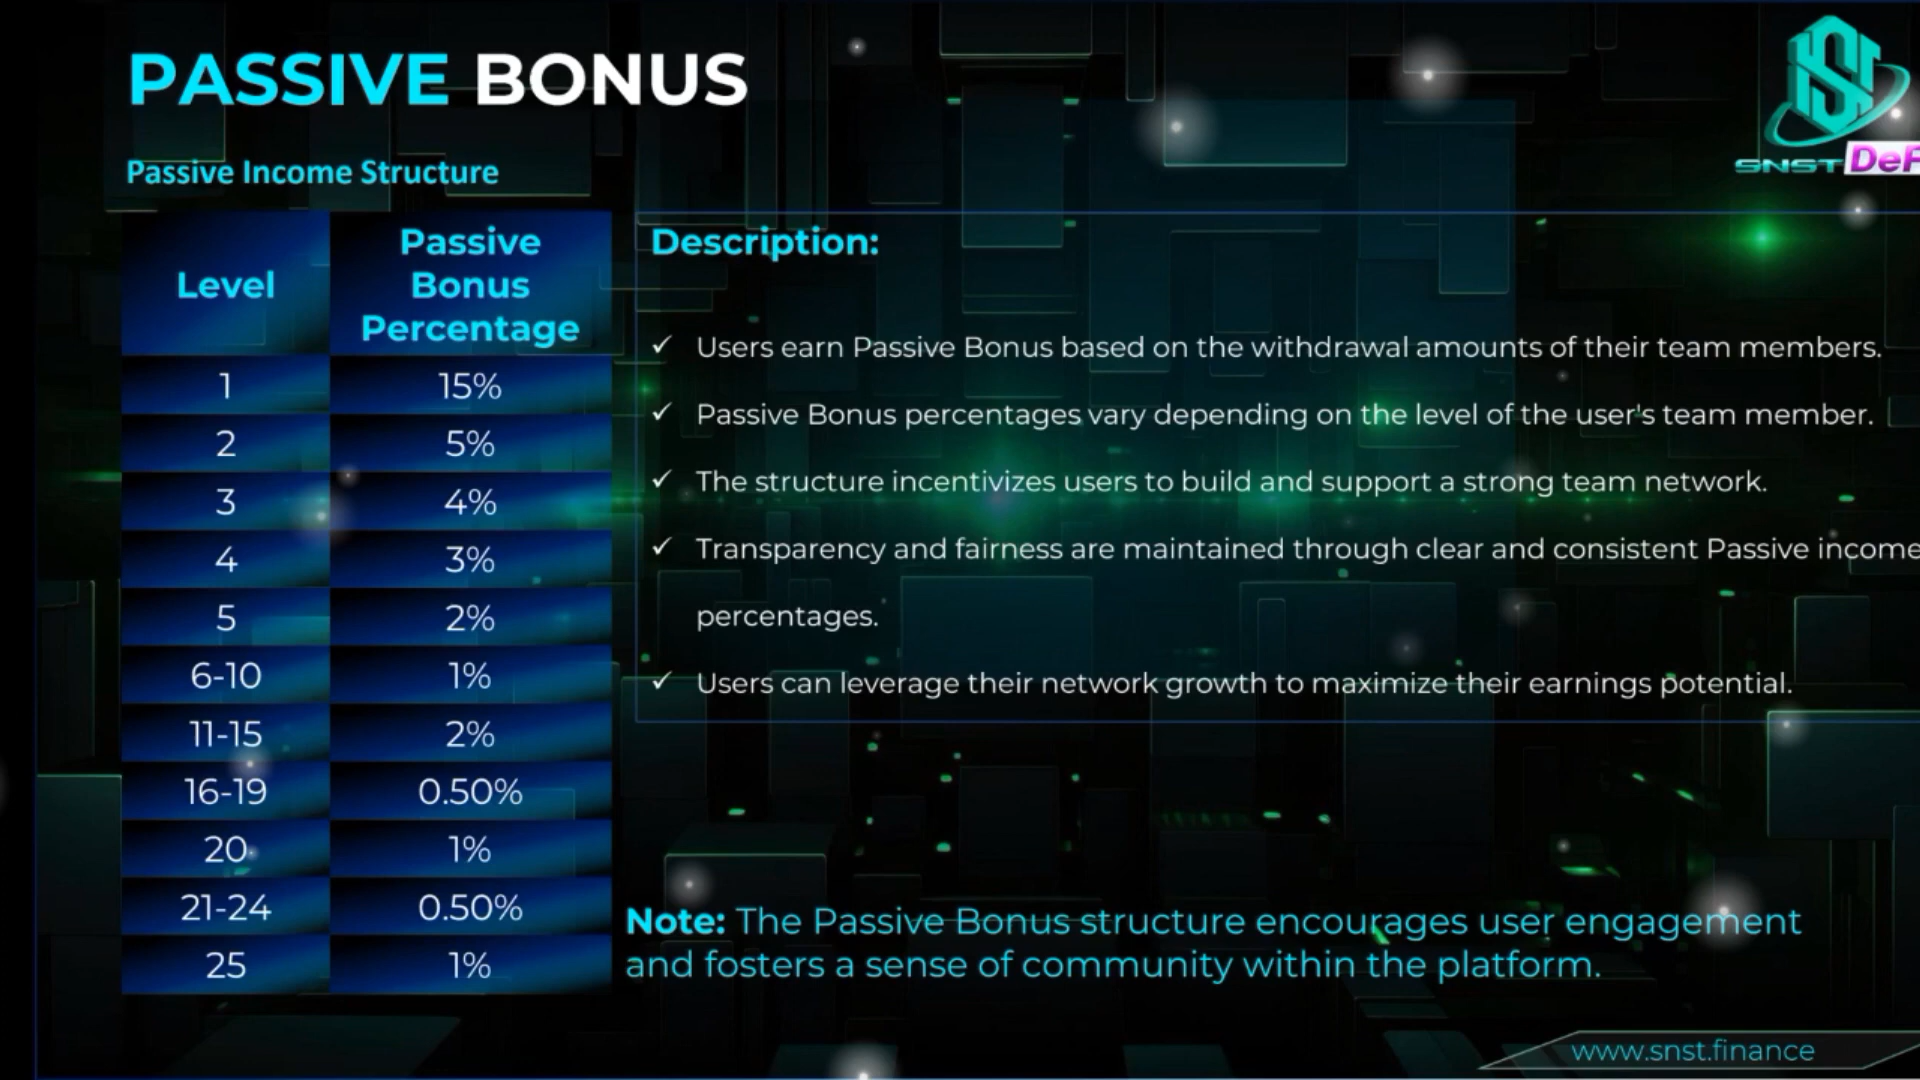 PASSIVE BONUS
SNST DeF
Passive Income Structure
Level
Passive
Bonus
Percentage
1 15%
2 5%
3 4%
4 3%
5 2%
6-10 1%
11-15 2%
16-19 0.50%
20 1%
21-24 0.50%
25 1%
Description:
✓ Users earn Passive Bonus based on the withdrawal amounts of their team members.
✓ Passive Bonus percentages vary depending on the level of the user's team member.
✓ The structure incentivizes users to build and support a strong team network.
✓ Transparency and fairness are maintained through clear and consistent Passive income
percentages.
✓ Users can leverage their network growth to maximize their earnings potential.
Note: The Passive Bonus structure encourages user engagement
and fosters a sense of community within the platform.
www.snst.finance